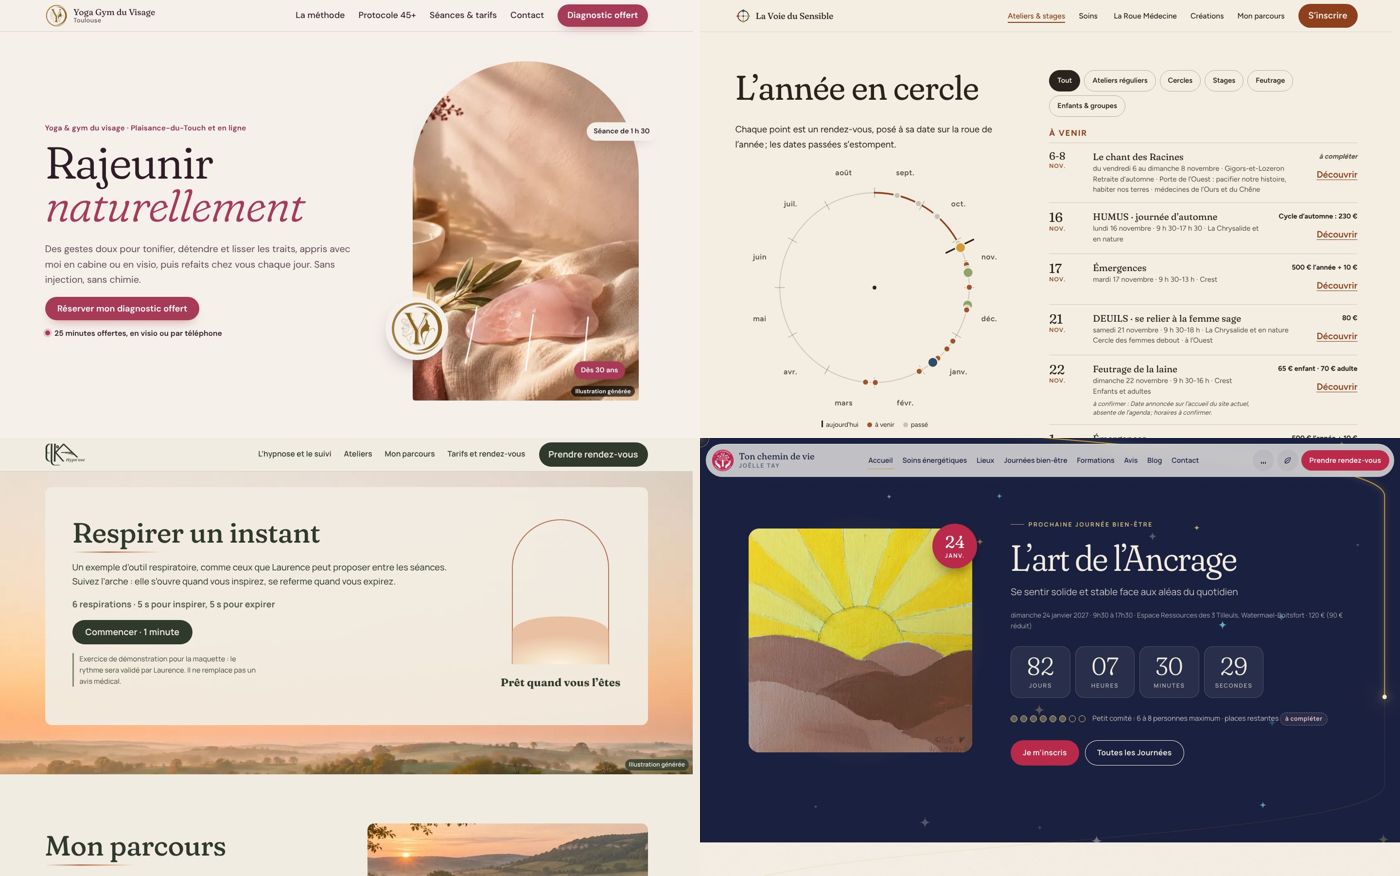 Yoga Gym du Visage
Toulouse
La méthode
Protocole 45+
Séances & tarifs
Contact
Diagnostic offert
Yoga & gym du visage · Plaisance-du-Touch et en ligne
Rajeunir
naturellement
Des gestes doux pour tonifier, détendre et lisser les traits, appris avec
moi en cabine ou en visio, puis refaits chez vous chaque jour. Sans
injection, sans chimie.
Réserver mon diagnostic offert
25 minutes offertes, en visio ou par téléphone
Séance de 1 h 30
Dès 30 ans
Illustration générée
La Voie du Sensible
Ateliers & stages
Soins
La Roue Médecine
Créations
Mon parcours
S'inscrire
L'année en cercle
Chaque point est un rendez-vous, posé à sa date sur la roue de
l'année ; les dates passées s'estompent.
août
sept.
juil.
oct.
juin
nov.
mai
déc.
avr.
janv.
mars
févr.
aujourd'hui
à venir
passé
Tout
Ateliers réguliers
Cercles
Stages
Feutrage
Enfants & groupes
À VENIR
6-8
NOV.
Le chant des Racines
à compléter
du vendredi 6 au dimanche 8 novembre · Gigors-et-Lozeron
Retraite d'automne · Porte de l'Ouest : pacifier notre histoire,
habiter nos terres · médecines de l'Ours et du Chêne
Découvrir
16
NOV.
HUMUS · journée d'automne
Cycle d'automne : 230 €
lundi 16 novembre · 9 h 30-17 h 30 · La Chrysalide et
en nature
Découvrir
17
NOV.
Émergences
500 € l'année + 10 €
mardi 17 novembre · 9 h 30-13 h · Crest
Découvrir
21
NOV.
DEUILS · se relier à la femme sage
80 €
samedi 21 novembre · 9 h 30-18 h · La Chrysalide et en nature
Cercle des femmes debout · à l'Ouest
Découvrir
22
NOV.
Feutrage de la laine
65 € enfant · 70 € adulte
dimanche 22 novembre · 9 h 30-16 h · Crest
Enfants et adultes
à confirmer : Date annoncée sur l'accueil du site actuel,
absente de l'agenda ; horaires à confirmer.
Découvrir
Émergences
500 € l'année + 10 €
Hypnose
L'hypnose et le suivi
Ateliers
Mon parcours
Tarifs et rendez-vous
Prendre rendez-vous
Respirer un instant
Un exemple d'outil respiratoire, comme ceux que Laurence peut proposer entre les séances.
Suivez l'arche : elle s'ouvre quand vous inspirez, se referme quand vous expirez.
6 respirations · 5 s pour inspirer, 5 s pour expirer
Commencer · 1 minute
Exercice de démonstration pour la maquette : le
rythme sera validé par Laurence. Il ne remplace pas un
avis médical.
Prêt quand vous l'êtes
Illustration générée
Mon parcours
Ton chemin de vie
JOËLLE TAY
Accueil
Soins énergétiques
Lieux
Journées bien-être
Formations
Avis
Blog
Contact
...
Prendre rendez-vous
24
JANV.
PROCHAINE JOURNÉE BIEN-ÊTRE
L'art de l'Ancrage
Se sentir solide et stable face aux aléas du quotidien
dimanche 24 janvier 2027 · 9h30 à 17h30 · Espace Ressources des 3 Tilleuls, Watermael-Boitsfort · 120 € (90 €
réduit)
82
JOURS
07
HEURES
30
MINUTES
29
SECONDES
Petit comité : 6 à 8 personnes maximum · places restantes
à compléter
Je m'inscris
Toutes les Journées